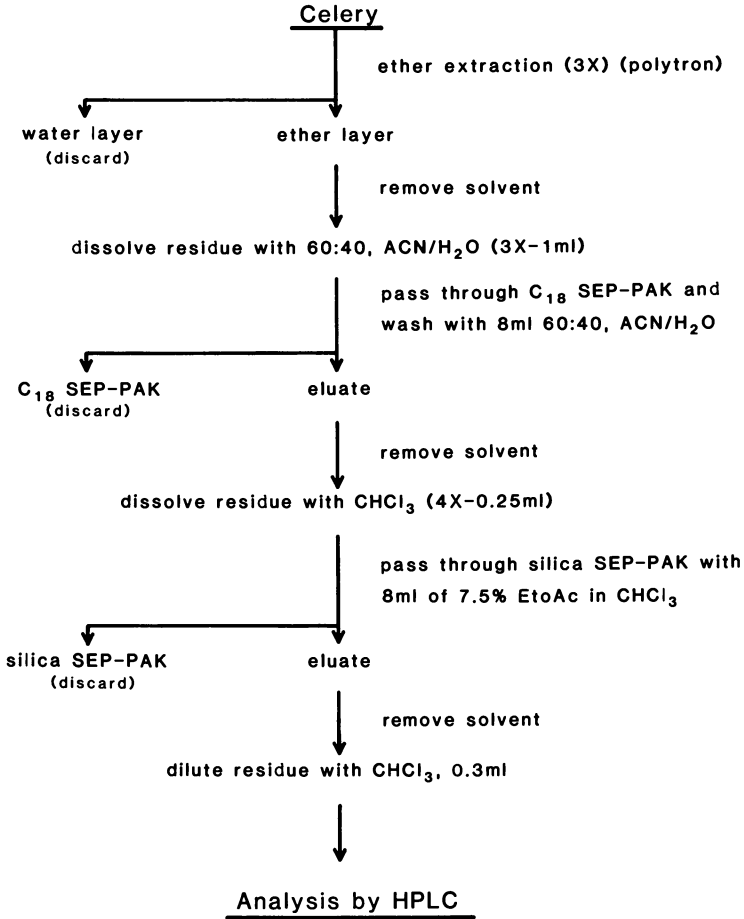 Celery
ether extraction (3X) (polytron)
water layer
(discard)
ether layer
remove solvent
dissolve residue with 60:40, ACN/H₂O (3X-1ml)
pass through C₁₈ SEP-PAK and
wash with 8ml 60:40, ACN/H₂O
C₁₈ SEP-PAK
(discard)
eluate
remove solvent
dissolve residue with CHCl₃ (4X-0.25ml)
pass through silica SEP-PAK with
8ml of 7.5% EtoAc in CHCl₃
silica SEP-PAK
(discard)
eluate
remove solvent
dilute residue with CHCl₃, 0.3ml
Analysis by HPLC